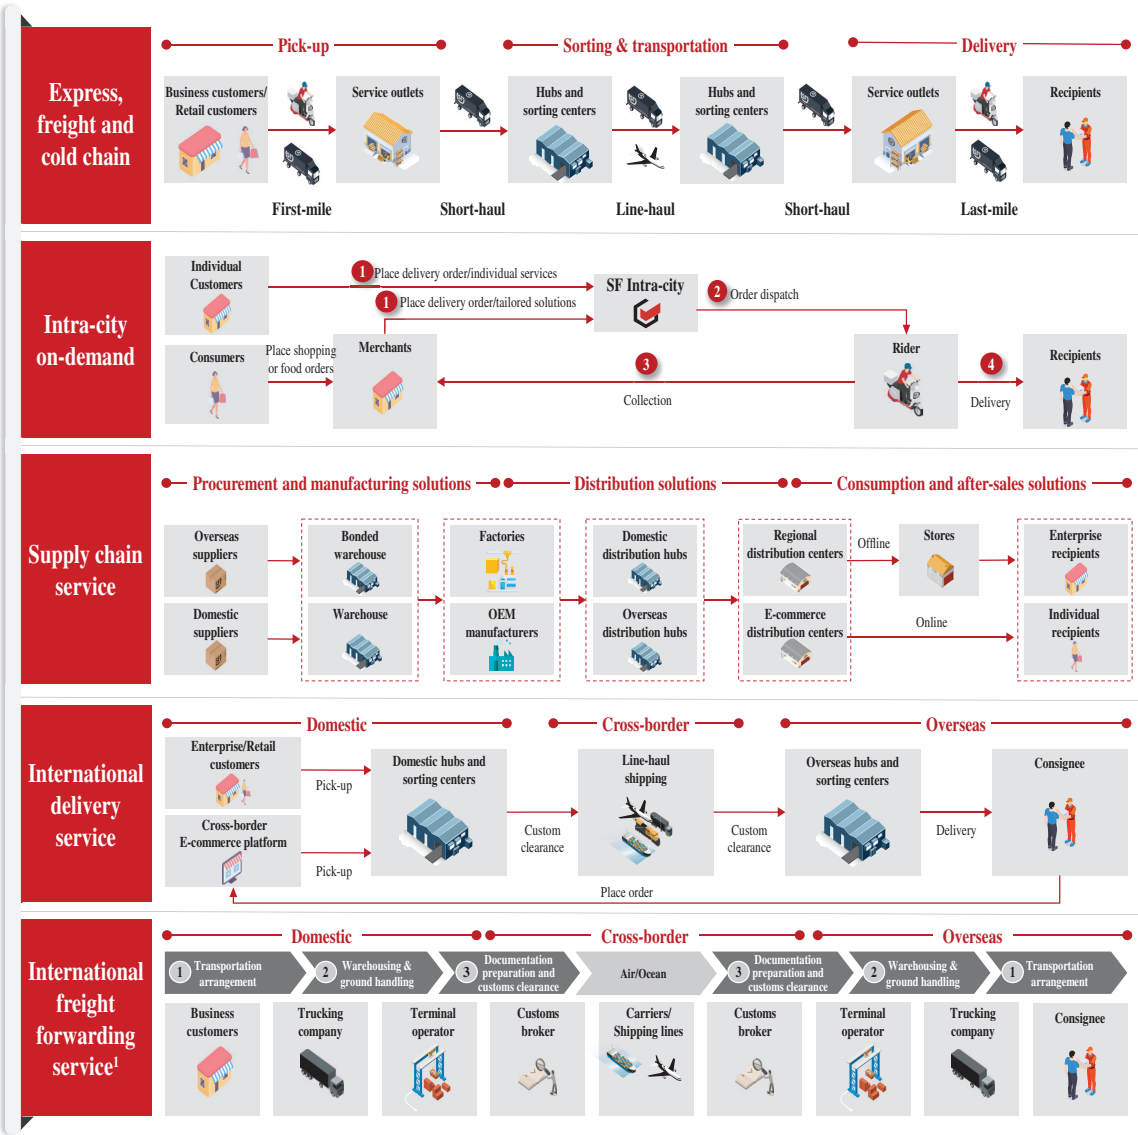 Express,
freight and
cold chain
Pick-up
Sorting & transportation
Delivery
Business customers/
Retail customers
Service outlets
Hubs and
sorting centers
Hubs and
sorting centers
Service outlets
Recipients
First-mile
Short-haul
Line-haul
Short-haul
Last-mile
Intra-city
on-demand
Individual
Customers
1 Place delivery order/individual services
1 Place delivery order/tailored solutions
SF Intra-city
2 Order dispatch
Consumers
Place shopping
or food orders
Merchants
3
Collection
Rider
4
Delivery
Recipients
Supply chain
service
Procurement and manufacturing solutions
Distribution solutions
Consumption and after-sales solutions
Overseas
suppliers
Bonded
warehouse
Factories
Domestic
distribution hubs
Regional
distribution centers
Offline
Stores
Enterprise
recipients
Domestic
suppliers
Warehouse
OEM
manufacturers
Overseas
distribution hubs
E-commerce
distribution centers
Online
Individual
recipients
International
delivery
service
Domestic
Cross-border
Overseas
Enterprise/Retail
customers
Pick-up
Cross-border
E-commerce platform
Pick-up
Domestic hubs and
sorting centers
Custom
clearance
Line-haul
shipping
Custom
clearance
Overseas hubs and
sorting centers
Delivery
Consignee
Place order
International
freight
forwarding
service1
Domestic
Cross-border
Overseas
1 Transportation
arrangement
2 Warehousing &
ground handling
3 Documentation
preparation and
customs clearance
Air/Ocean
3 Documentation
preparation and
customs clearance
2 Warehousing &
ground handling
1 Transportation
arrangement
Business
customers
Trucking
company
Terminal
operator
Customs
broker
Carriers/
Shipping lines
Customs
broker
Terminal
operator
Trucking
company
Consignee